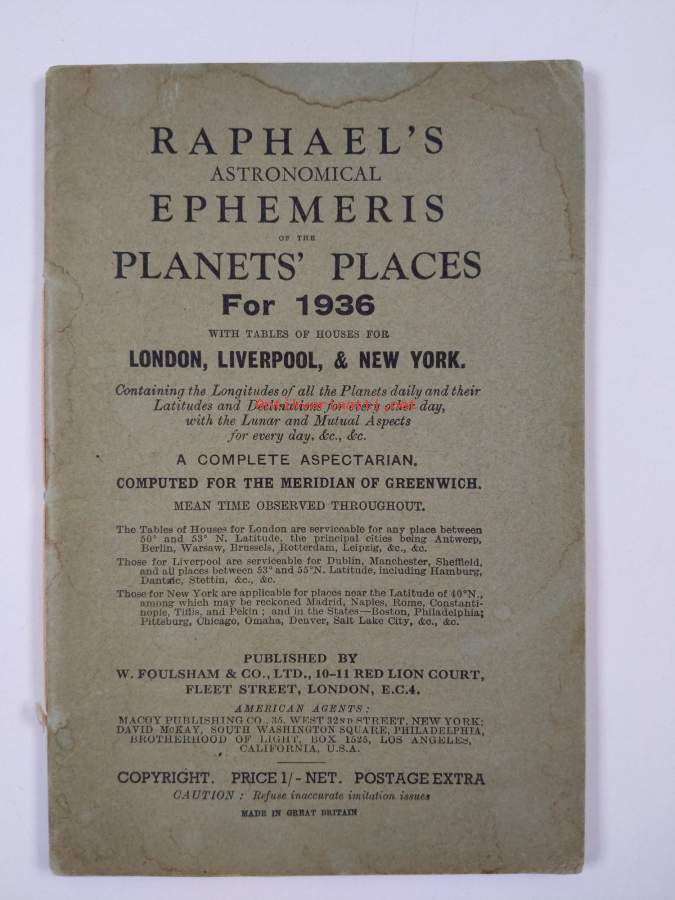 RAPHAEL'S
ASTRONOMICAL
EPHEMERIS
OF THE
PLANETS' PLACES
For 1936
WITH TABLES OF HOUSES FOR
LONDON, LIVERPOOL, & NEW YORK.
Containing the Longitudes of all the Planets daily and their
Latitudes and Declinations for every other day,
with the Lunar and Mutual Aspects
for every day, &c., &c.
A COMPLETE ASPECTARIAN.
COMPUTED FOR THE MERIDIAN OF GREENWICH.
MEAN TIME OBSERVED THROUGHOUT.
The Tables of Houses for London are serviceable for any place between
50° and 53° N. Latitude, the principal cities being Antwerp,
Berlin, Warsaw, Brussels, Rotterdam, Leipzig, &c., &c.
Those for Liverpool are serviceable for Dublin, Manchester, Sheffield,
and all places between 53° and 55° N. Latitude, including Hamburg,
Dantzic, Stettin, &c., &c.
Those for New York are applicable for places near the Latitude of 40° N.,
among which may be reckoned Madrid, Naples, Rome, Constanti-
nople, Tiflis, and Pekin; and in the States—Boston, Philadelphia;
Pittsburg, Chicago, Omaha, Denver, Salt Lake City, &c., &c.
PUBLISHED BY
W. FOULSHAM & CO., LTD., 10-11 RED LION COURT,
FLEET STREET, LONDON, E.C.4.
AMERICAN AGENTS:
MACOY PUBLISHING CO., 35, WEST 32ND STREET, NEW YORK;
DAVID McKAY, SOUTH WASHINGTON SQUARE, PHILADELPHIA,
BROTHERHOOD OF LIGHT, BOX 1525, LOS ANGELES,
CALIFORNIA, U.S.A.
COPYRIGHT. PRICE 1/- NET. POSTAGE EXTRA
CAUTION: Refuse inaccurate imitation issues
MADE IN GREAT BRITAIN